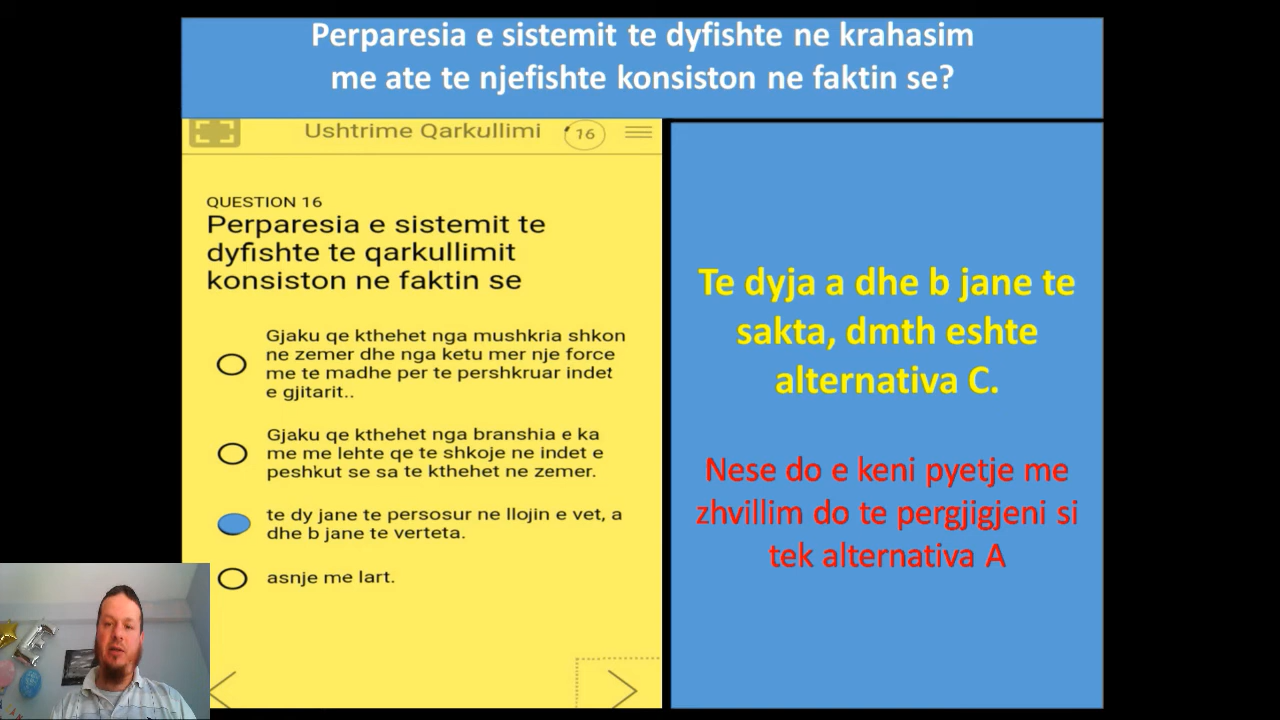 Perparesia e sistemit te dyfishte ne krahasim
me ate te njefishte konsiston ne faktin se?
Ushtrime Qarkullimi
16
QUESTION 16
Perparesia e sistemit te
dyfishte te qarkullimit
konsiston ne faktin se
Gjaku qe kthehet nga mushkria shkon
ne zemer dhe nga ketu mer nje force
me te madhe per te pershkruar indet
e gjitarit..
Gjaku qe kthehet nga branshia e ka
me me lehte qe te shkoje ne indet e
peshkut se sa te kthehet ne zemer.
te dy jane te persosur ne llojin e vet, a
dhe b jane te verteta.
asnje me lart.
Te dyja a dhe b jane te
sakta, dmth eshte
alternativa C.
Nese do e keni pyetje me
zhvillim do te pergjigjeni si
tek alternativa A